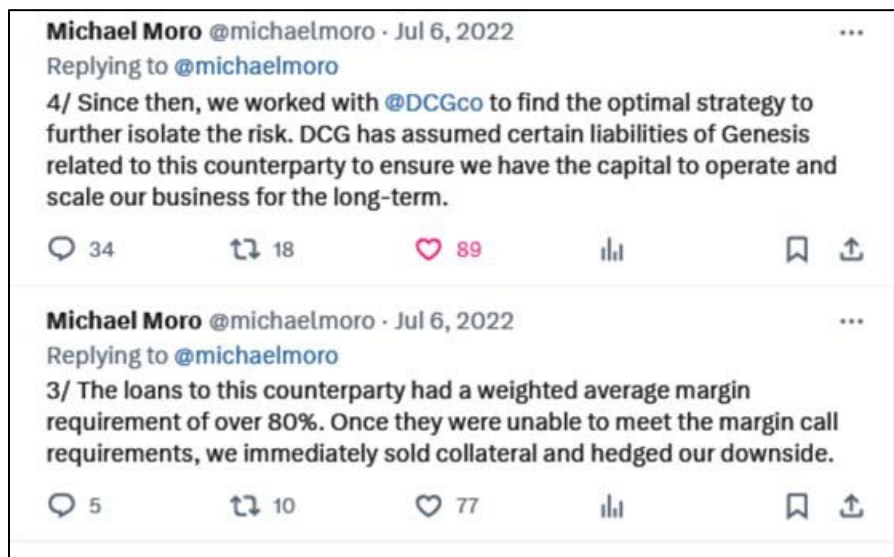 Michael Moro @michaelmoro · Jul 6, 2022 ...
Replying to @michaelmoro
4/ Since then, we worked with @DCGco to find the optimal strategy to
further isolate the risk. DCG has assumed certain liabilities of Genesis
related to this counterparty to ensure we have the capital to operate and
scale our business for the long-term.
34 18 89
Michael Moro @michaelmoro · Jul 6, 2022 ...
Replying to @michaelmoro
3/ The loans to this counterparty had a weighted average margin
requirement of over 80%. Once they were unable to meet the margin call
requirements, we immediately sold collateral and hedged our downside.
5 10 77